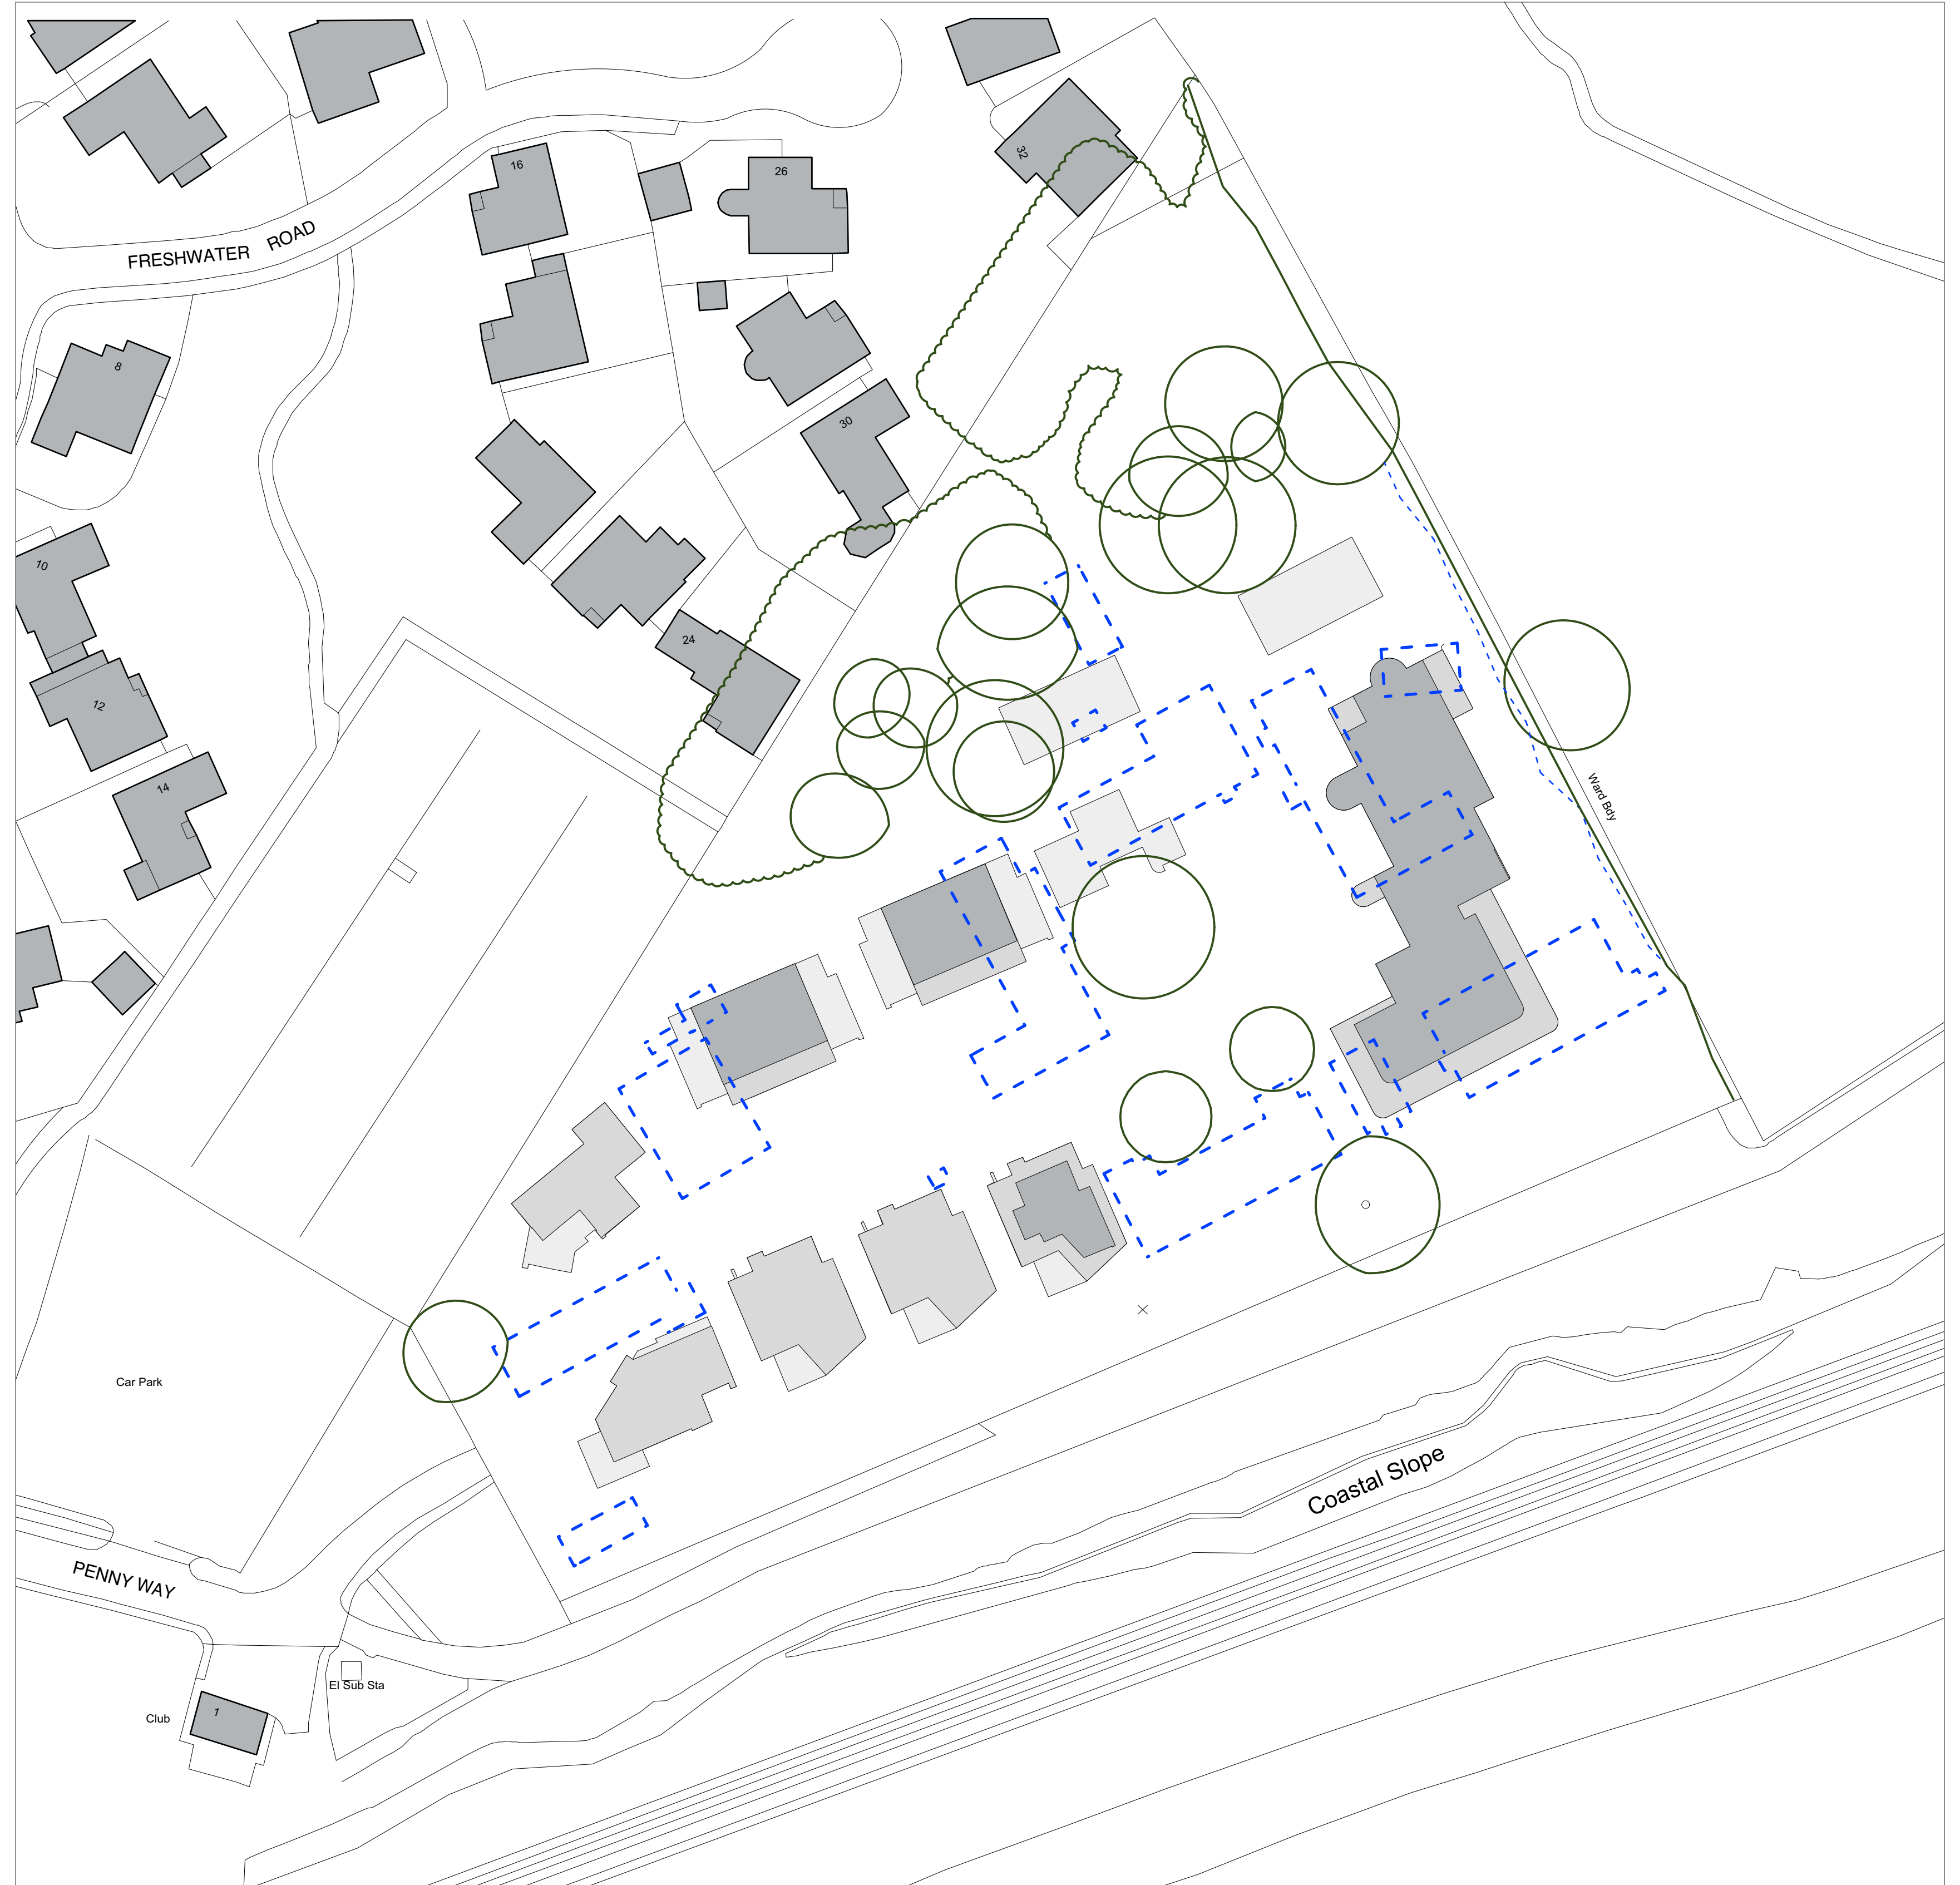 32
16
26
FRESHWATER ROAD
8
30
10
24
12
14
Ward Bdy
Car Park
Coastal Slope
PENNY WAY
El Sub Sta
1
Club